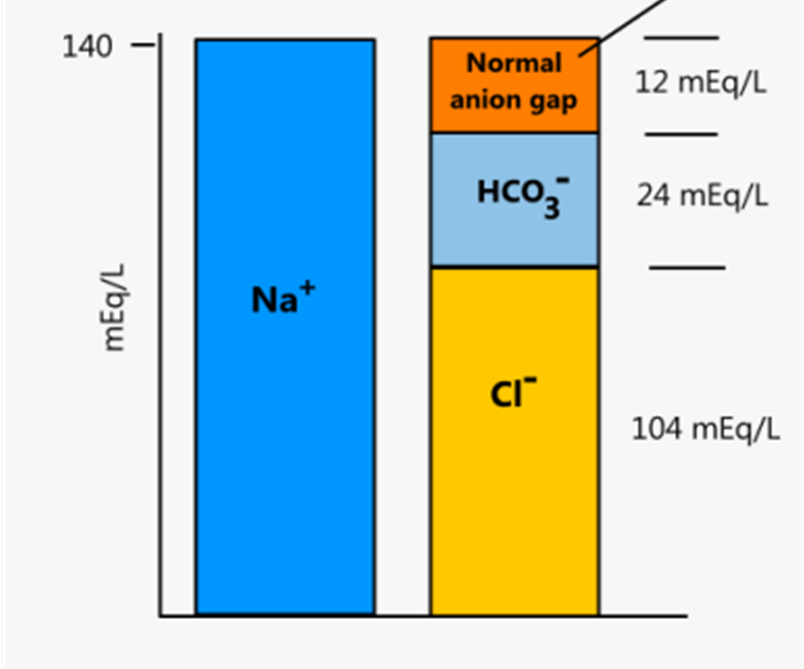 140
mEq/L
Na⁺
Normal
anion gap
HCO₃⁻
Cl⁻
12 mEq/L
24 mEq/L
104 mEq/L